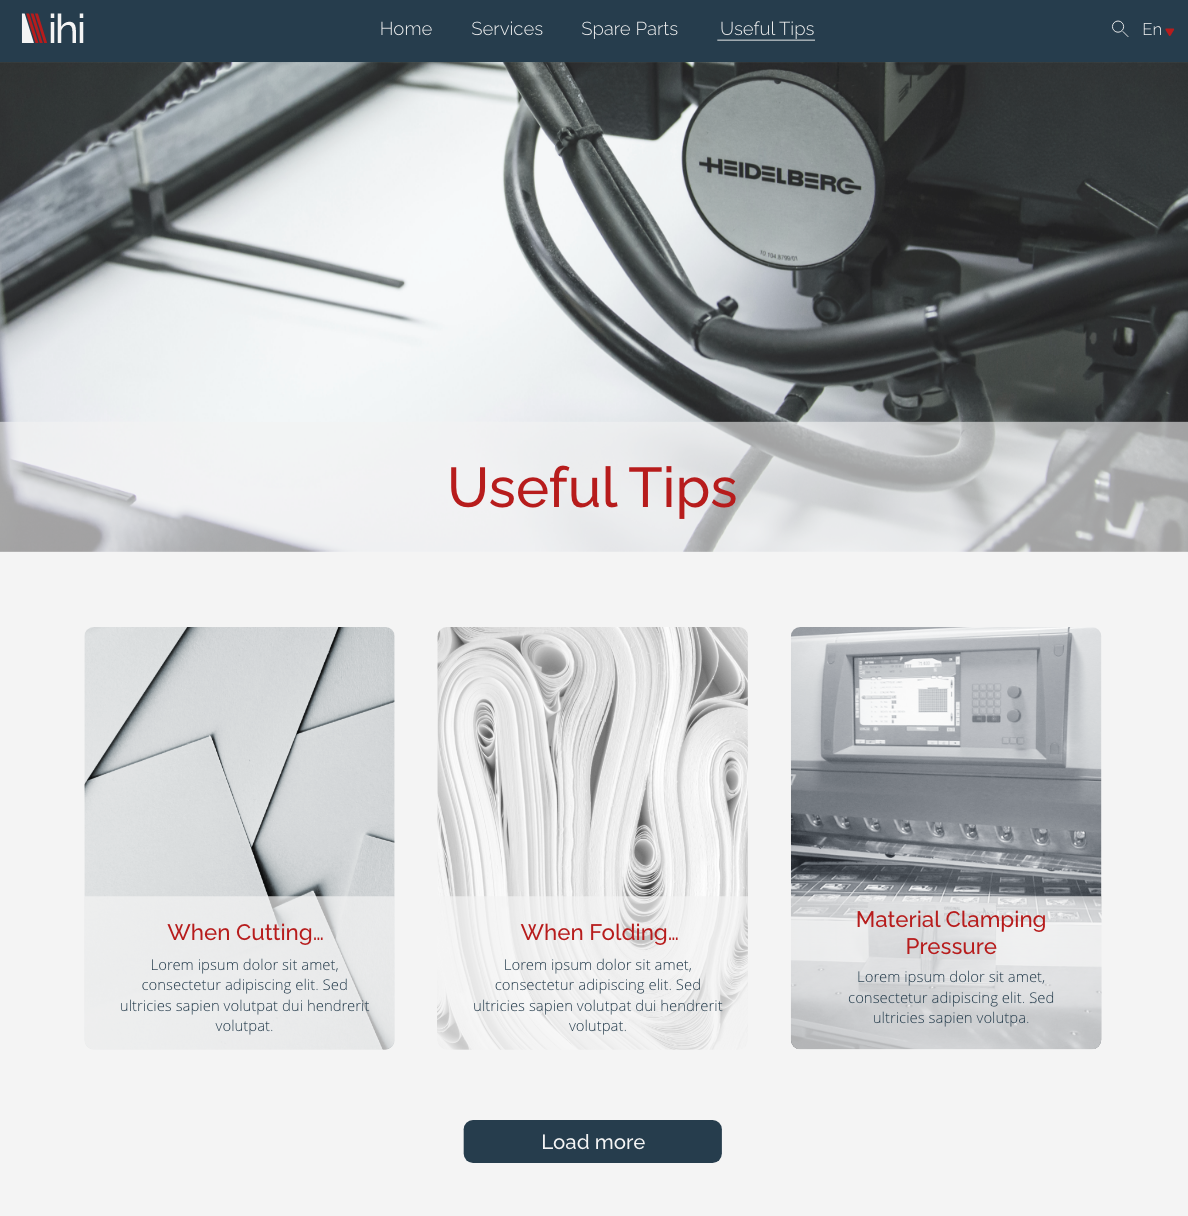 ihi
Home Services Spare Parts Useful Tips
En
HEIDELBERG
Useful Tips
When Cutting...
Lorem ipsum dolor sit amet,
consectetur adipiscing elit. Sed
ultricies sapien volutpat dui hendrerit
volutpat.
When Folding...
Lorem ipsum dolor sit amet,
consectetur adipiscing elit. Sed
ultricies sapien volutpat dui hendrerit
volutpat.
Material Clamping
Pressure
Lorem ipsum dolor sit amet,
consectetur adipiscing elit. Sed
ultricies sapien volutpa.
Load more